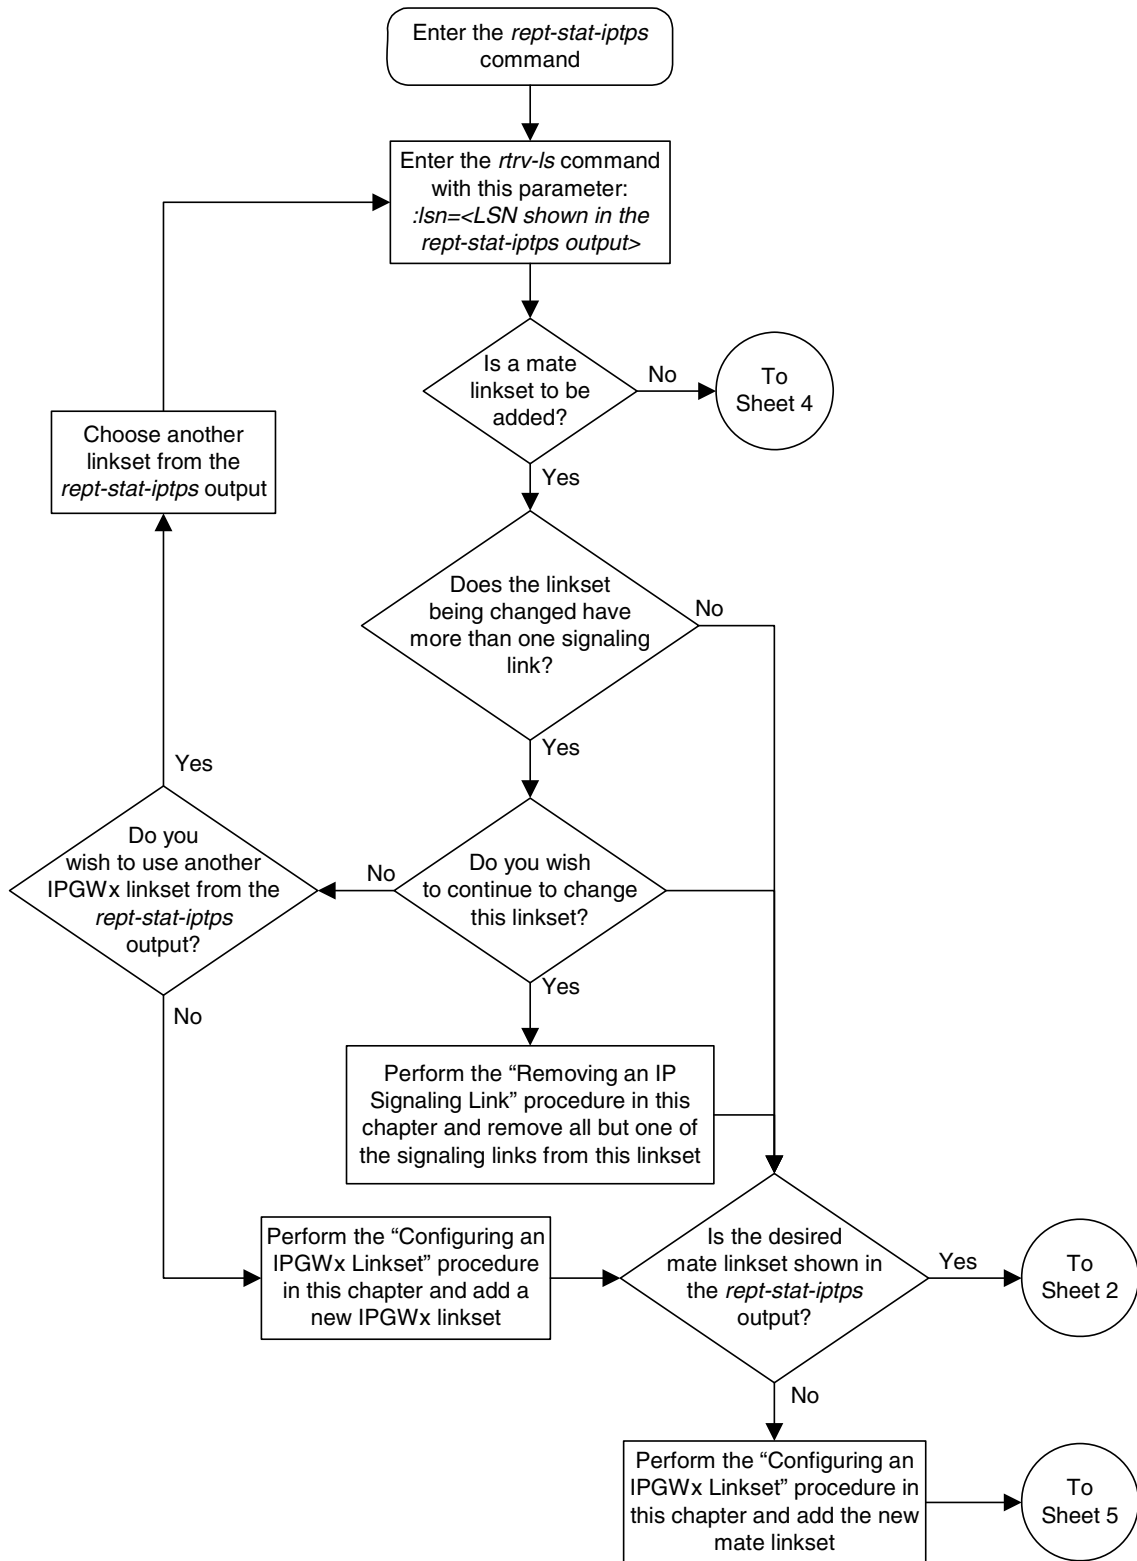 Enter the rept-stat-iptps
command
Enter the rtrv-ls command
with this parameter:
:lsn=<LSN shown in the
rept-stat-iptps output>
Is a mate
linkset to be
added?
No
To
Sheet 4
Yes
Choose another
linkset from the
rept-stat-iptps output
Does the linkset
being changed have
more than one signaling
link?
No
Yes
Yes
Do you
wish to use another
IPGWx linkset from the
rept-stat-iptps
output?
No
Do you wish
to continue to change
this linkset?
Yes
No
Perform the “Removing an IP
Signaling Link” procedure in this
chapter and remove all but one of
the signaling links from this linkset
Perform the “Configuring an
IPGWx Linkset” procedure
in this chapter and add a
new IPGWx linkset
Is the desired
mate linkset shown in
the rept-stat-iptps
output?
Yes
To
Sheet 2
No
Perform the “Configuring an
IPGWx Linkset” procedure in
this chapter and add the new
mate linkset
To
Sheet 5